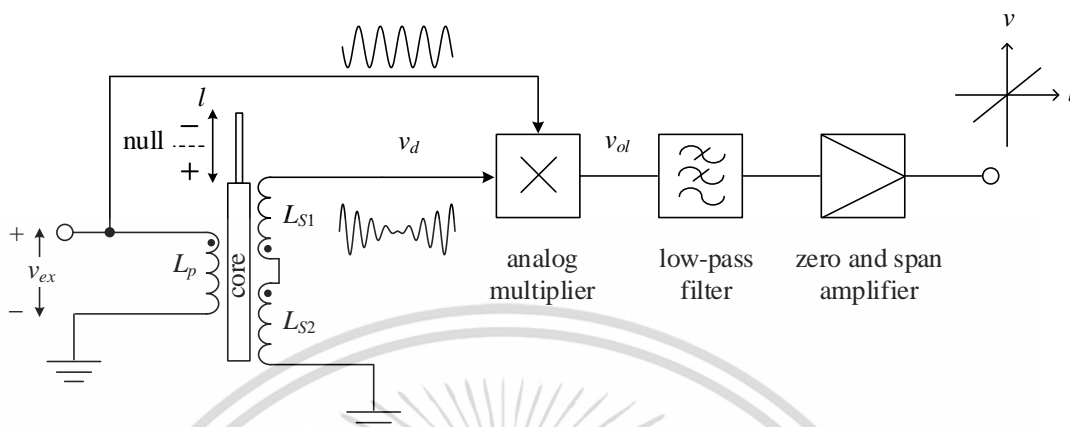 v
l
l
null
−
+
v_d
v_ol
L_S1
+
v_ex
−
L_p
core
L_S2
analog
multiplier
low-pass
filter
zero and span
amplifier